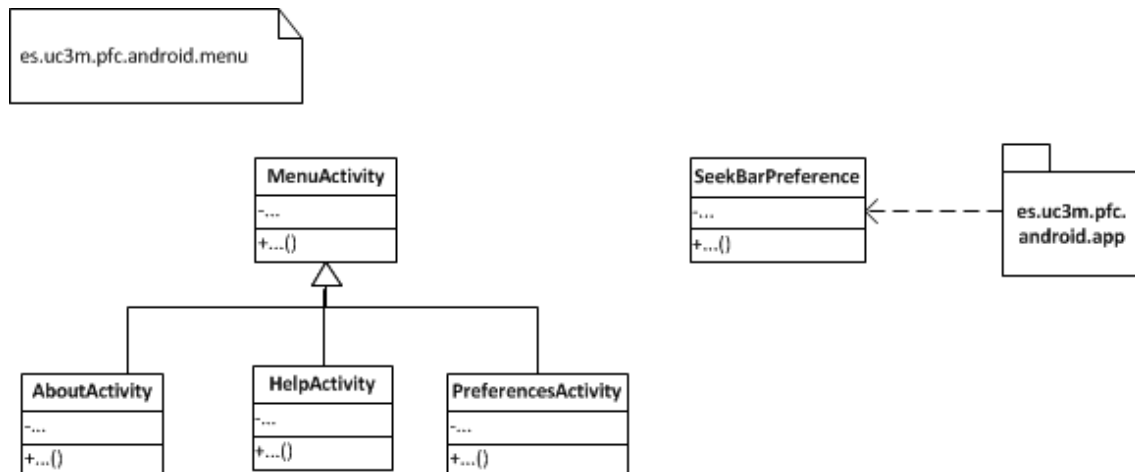 es.uc3m.pfc.android.menu
MenuActivity
-...
+...()
SeekBarPreference
-...
+...()
es.uc3m.pfc.
android.app
AboutActivity
-...
+...()
HelpActivity
-...
+...()
PreferencesActivity
-...
+...()